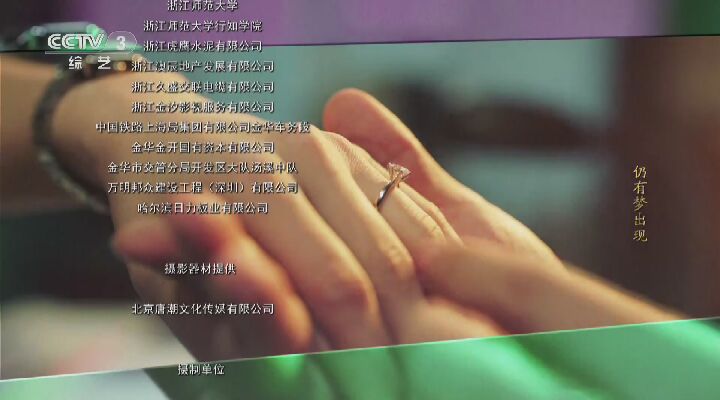 浙江师范大学
浙江师范大学行知学院
CCTV 3
综艺
浙江虎鹰水泥有限公司
浙江澳辰地产发展有限公司
浙江久盛交联电缆有限公司
浙江金汐影视服务有限公司
中国铁路上海局集团有限公司金华车务段
金华金开国有资本有限公司
金华市交管分局开发区大队汤溪中队
万明邦众建设工程（深圳）有限公司
哈尔滨日力板业有限公司
仍有梦出现
摄影器材提供
北京唐潮文化传媒有限公司
摄制单位